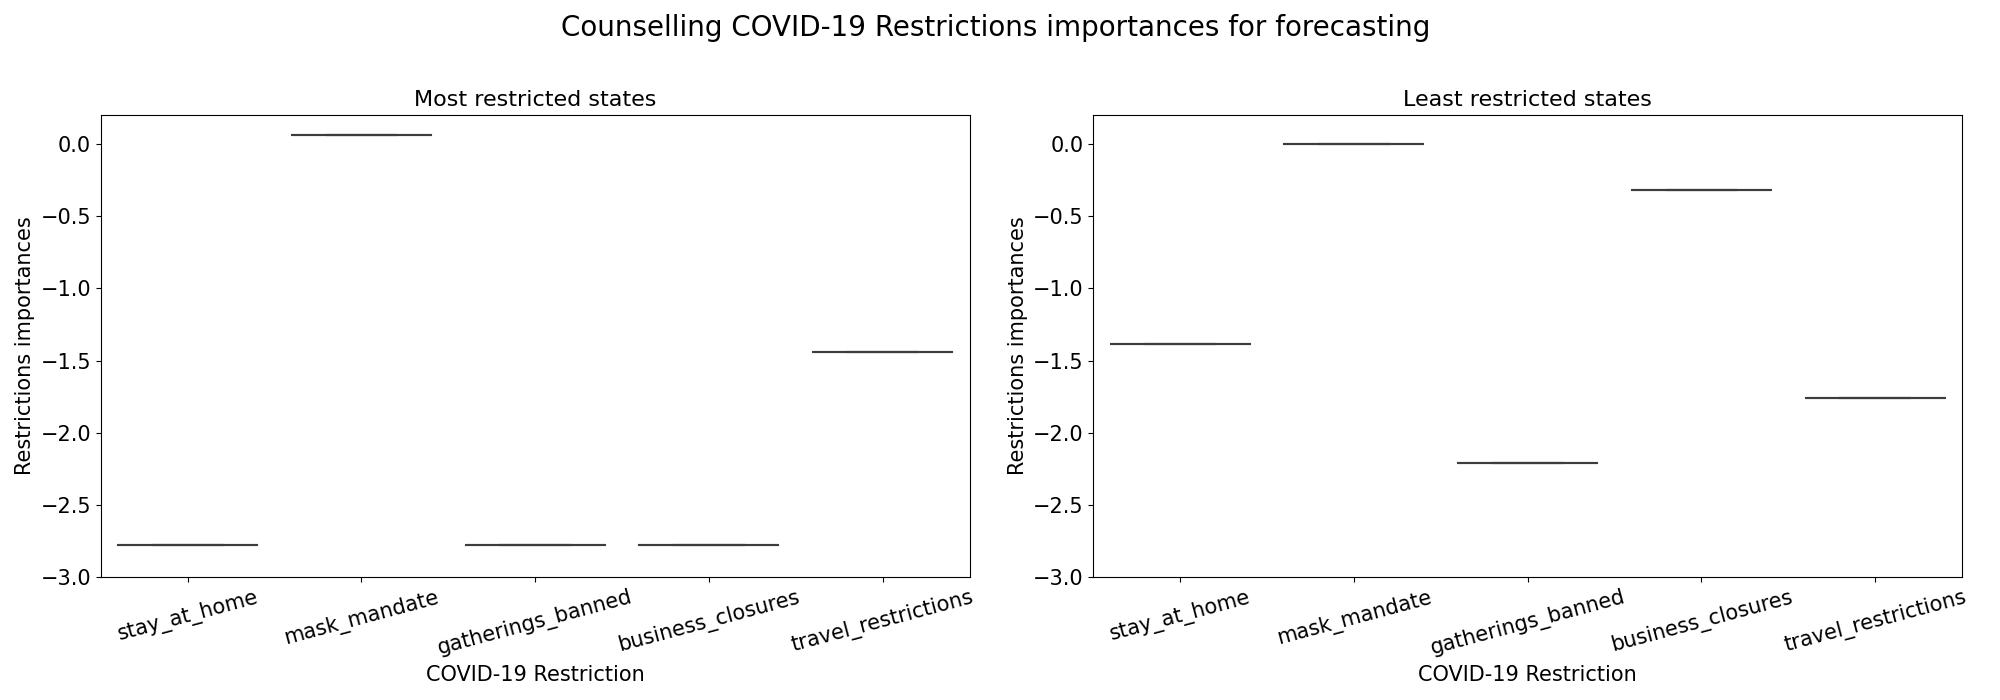 Counselling COVID-19 Restrictions importances for forecasting
Most restricted states
Restrictions importances
0.0
−0.5
−1.0
−1.5
−2.0
−2.5
−3.0
stay_at_home
mask_mandate
gatherings_banned
business_closures
travel_restrictions
COVID-19 Restriction
Least restricted states
Restrictions importances
0.0
−0.5
−1.0
−1.5
−2.0
−2.5
−3.0
stay_at_home
mask_mandate
gatherings_banned
business_closures
travel_restrictions
COVID-19 Restriction